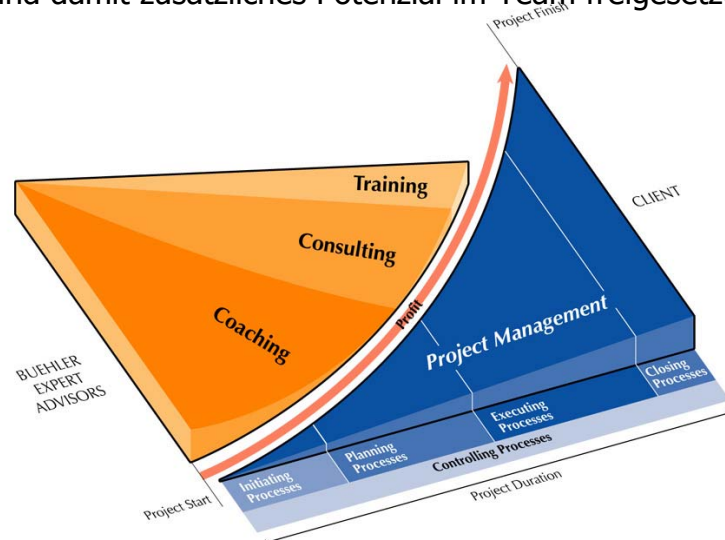 und damit zusätzliches Potenzial im Team freigesetz
Project Finish
Training
Consulting
Coaching
CLIENT
Profit
Project Management
BUEHLER
EXPERT
ADVISORS
Closing
Processes
Executing
Processes
Planning
Processes
Initiating
Processes
Controlling Processes
Project Start
Project Duration